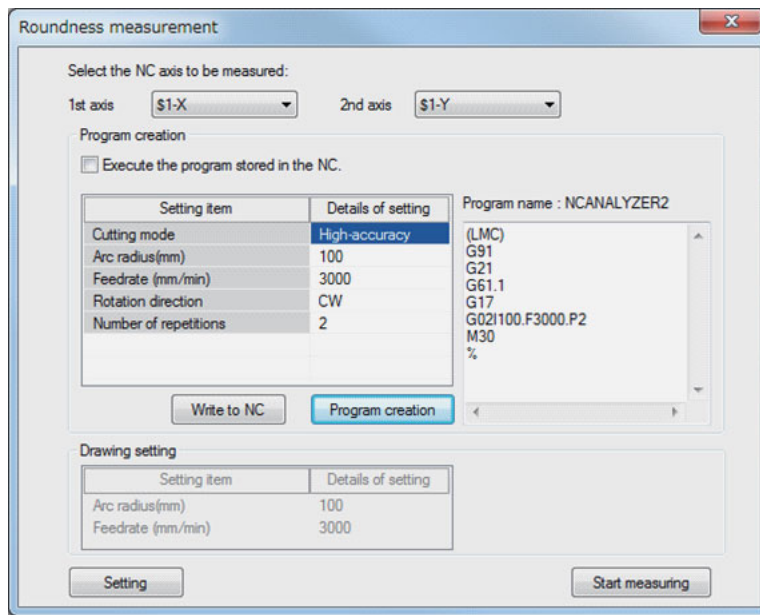 Roundness measurement
Select the NC axis to be measured:
1st axis $1-X 2nd axis $1-Y
Program creation
Execute the program stored in the NC.
Setting item Details of setting
Cutting mode High-accuracy
Arc radius(mm) 100
Feedrate (mm/min) 3000
Rotation direction CW
Number of repetitions 2
Write to NC Program creation
Program name : NCANALYZER2
(LMC)
G91
G21
G61.1
G17
G02I100.F3000.P2
M30
%
Drawing setting
Setting item Details of setting
Arc radius(mm) 100
Feedrate (mm/min) 3000
Setting Start measuring